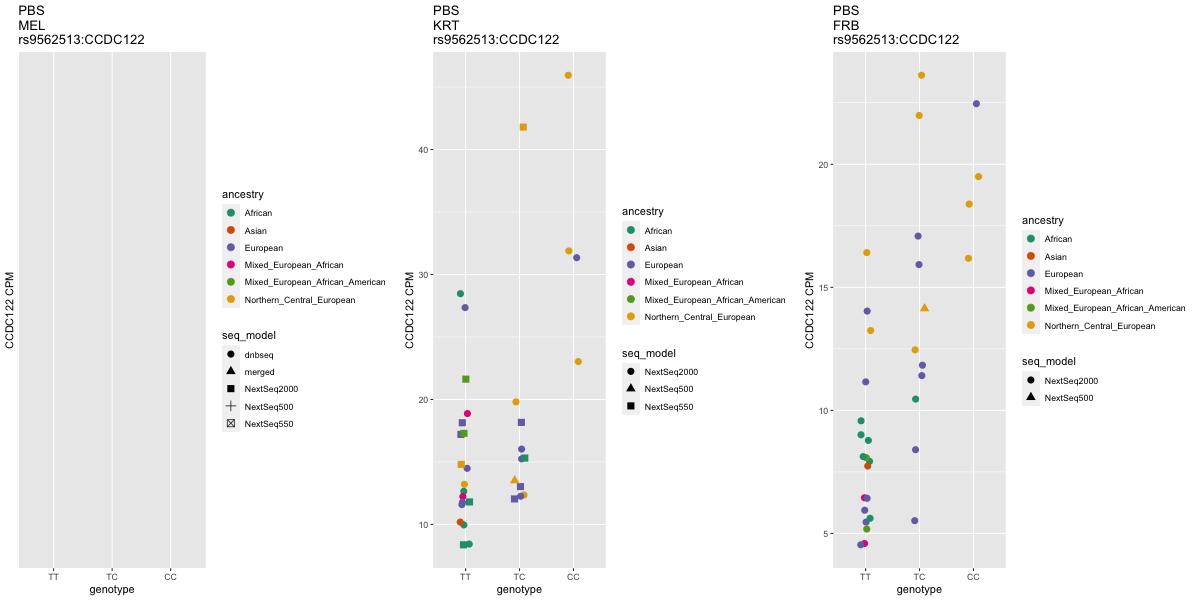 PBS
MEL
rs9562513:CCDC122
CCDC122 CPM
TT
TC
CC
genotype
ancestry
African
Asian
European
Mixed_European_African
Mixed_European_African_American
Northern_Central_European
seq_model
dnbseq
merged
NextSeq2000
NextSeq500
NextSeq550
PBS
KRT
rs9562513:CCDC122
CCDC122 CPM
40
30
20
10
TT
TC
CC
genotype
ancestry
African
Asian
European
Mixed_European_African
Mixed_European_African_American
Northern_Central_European
seq_model
NextSeq2000
NextSeq500
NextSeq550
PBS
FRB
rs9562513:CCDC122
CCDC122 CPM
20
15
10
5
TT
TC
CC
genotype
ancestry
African
Asian
European
Mixed_European_African
Mixed_European_African_American
Northern_Central_European
seq_model
NextSeq2000
NextSeq500